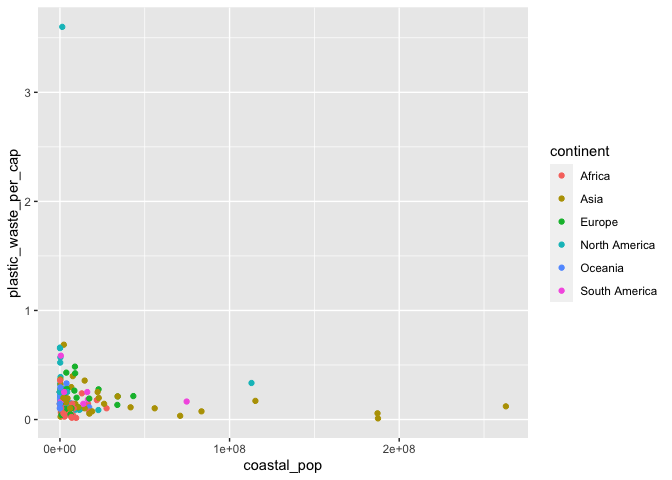 plastic_waste_per_cap
3
2
1
0
0e+00
1e+08
2e+08
coastal_pop
continent
Africa
Asia
Europe
North America
Oceania
South America